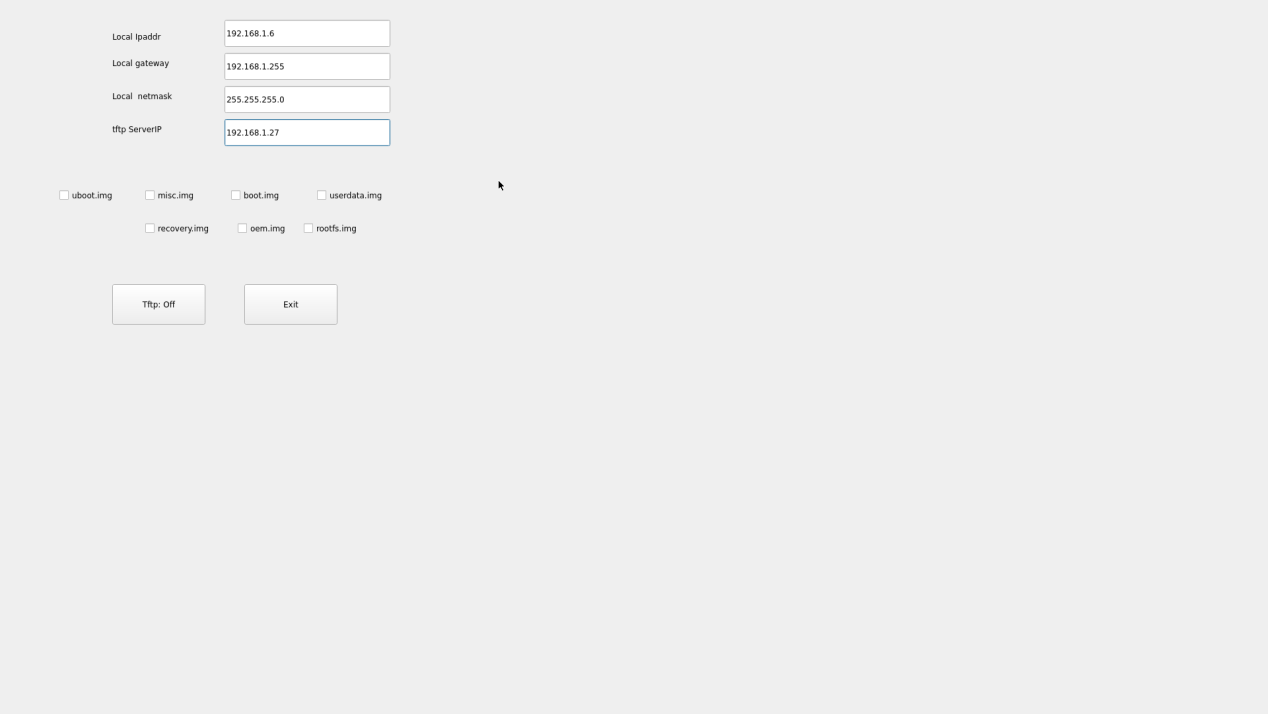 Local Ipaddr 192.168.1.6
Local gateway 192.168.1.255
Local  netmask 255.255.255.0
tftp ServerIP 192.168.1.27
uboot.img misc.img boot.img userdata.img
recovery.img oem.img rootfs.img
Tftp: Off Exit